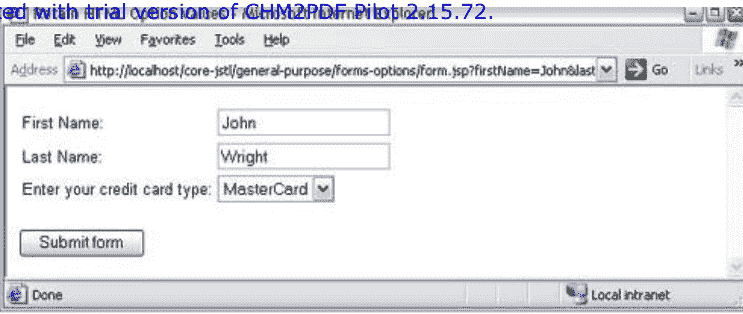 ed with trial version of CHM2PDF Pilot 2.15.72.
File Edit View Favorites Tools Help
Address http://localhost/core-jstl/general-purpose/forms-options/form.jsp?firstName=John&last Go Links »
First Name: John
Last Name: Wright
Enter your credit card type: MasterCard
Submit form
Done Local intranet